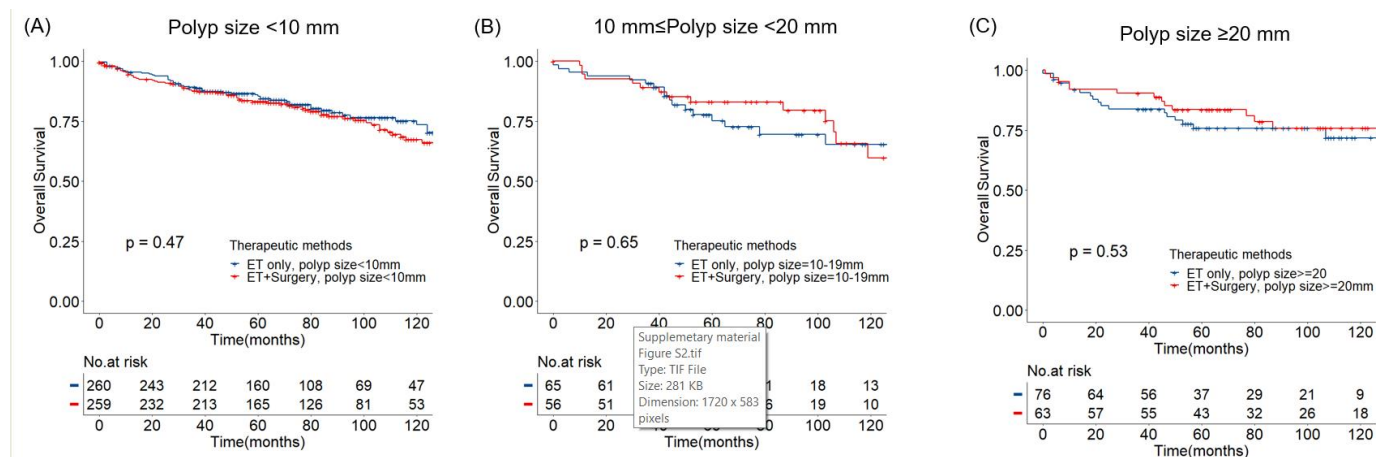 (A)
Polyp size <10 mm
1.00
0.75
0.50
0.25
0.00
Overall Survival
p = 0.47
Therapeutic methods
ET only, polyp size<10mm
ET+Surgery, polyp size<10mm
0 20 40 60 80 100 120
Time(months)
No.at risk
260 243 212 160 108 69 47
259 232 213 165 126 81 53
0 20 40 60 80 100 120
Time(months)
(B)
10 mm≤Polyp size <20 mm
1.00
0.75
0.50
0.25
0.00
Overall Survival
p = 0.65
Therapeutic methods
ET only, polyp size=10-19mm
ET+Surgery, polyp size=10-19mm
0 20 40 60 80 100 120
Time(months)
No.at risk
65 61 18 13
56 51 19 10
0 20 80 100 120
Time(months)
Supplemetary material
Figure S2.tif
Type: TIF File
Size: 281 KB
Dimension: 1720 x 583
pixels
(C)
Polyp size ≥20 mm
1.00
0.75
0.50
0.25
0.00
Overall Survival
p = 0.53
Therapeutic methods
ET only, polyp size>=20
ET+Surgery, polyp size>=20mm
0 20 40 60 80 100 120
Time(months)
No.at risk
76 64 56 37 29 21 9
63 57 55 43 32 26 18
0 20 40 60 80 100 120
Time(months)